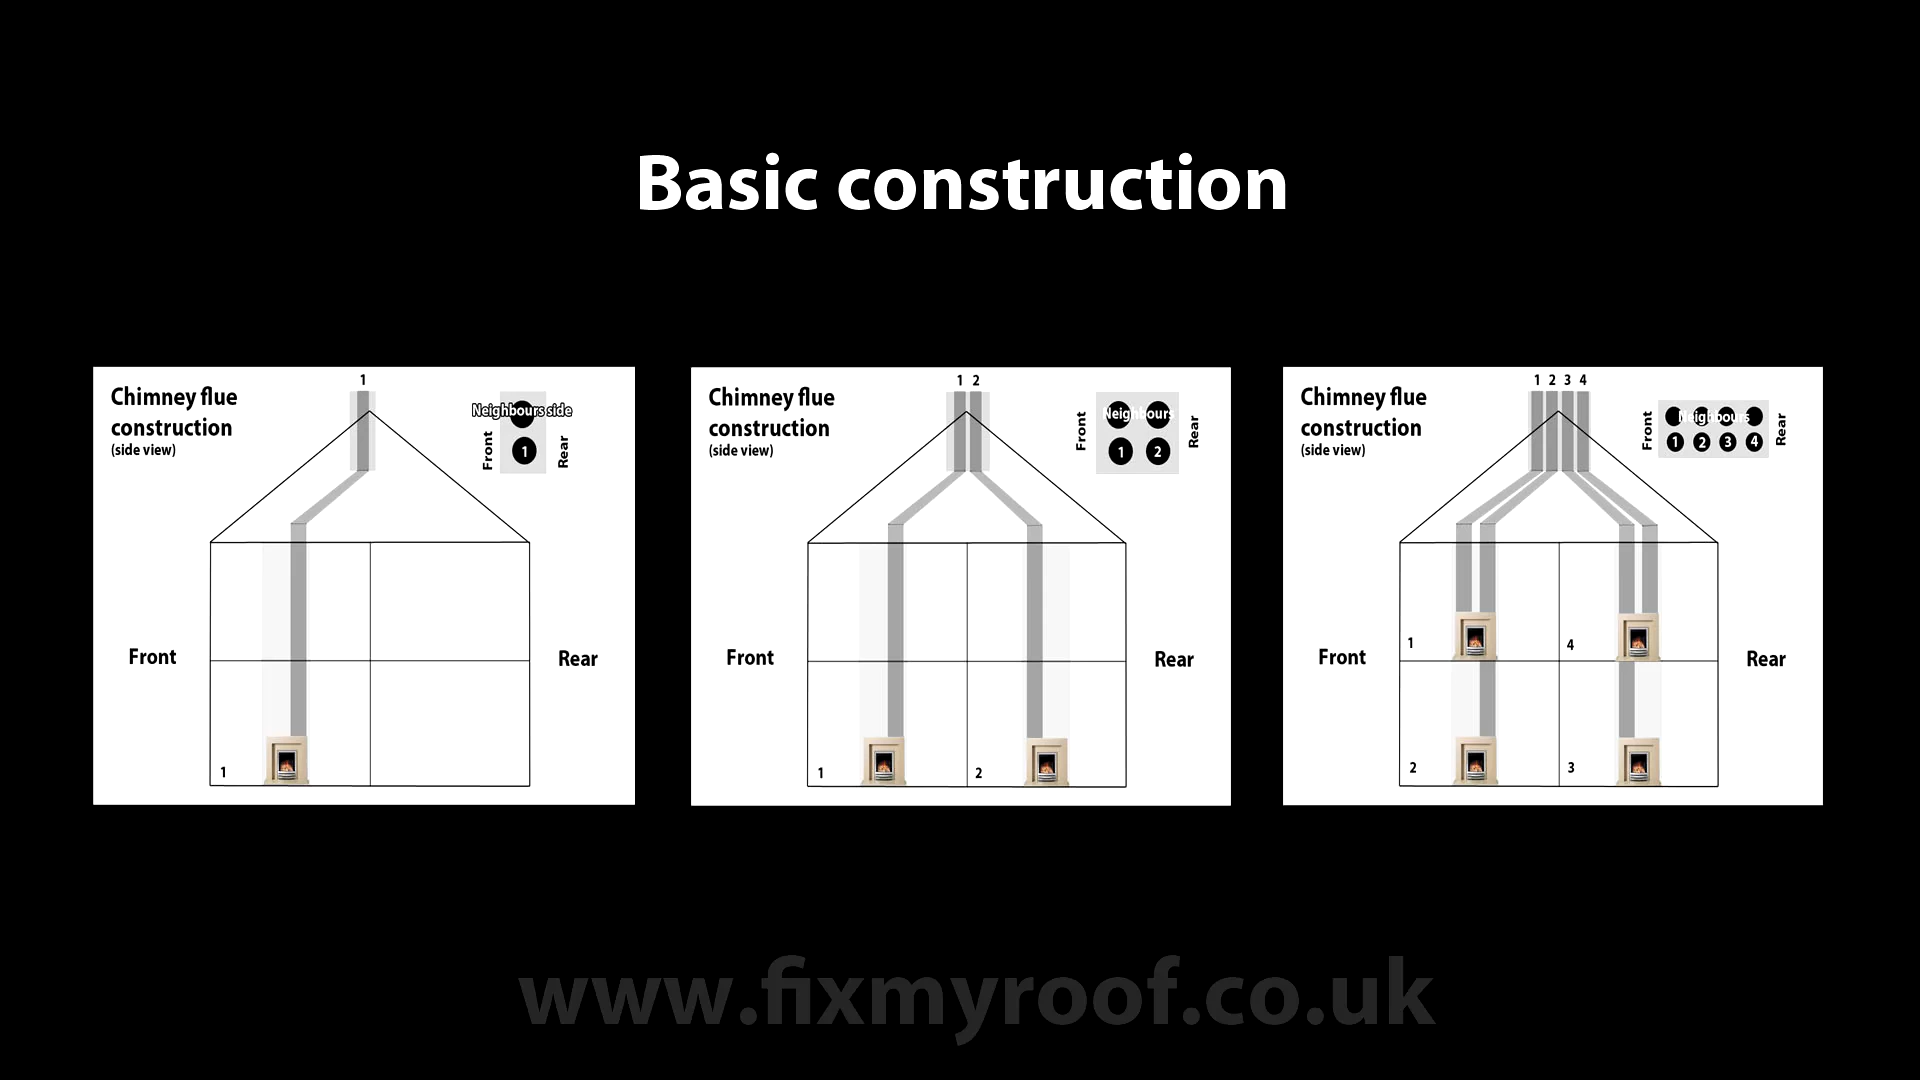 Basic construction
Chimney flue
construction
(side view)
1
Neighbours side
Front
1
Rear
Front
Rear
1
Chimney flue
construction
(side view)
1 2
Neighbours
Front
1 2
Rear
Front
Rear
1
2
Chimney flue
construction
(side view)
1 2 3 4
Neighbours
Front
1 2 3 4
Rear
1
4
Front
Rear
2
3
www.fixmyroof.co.uk